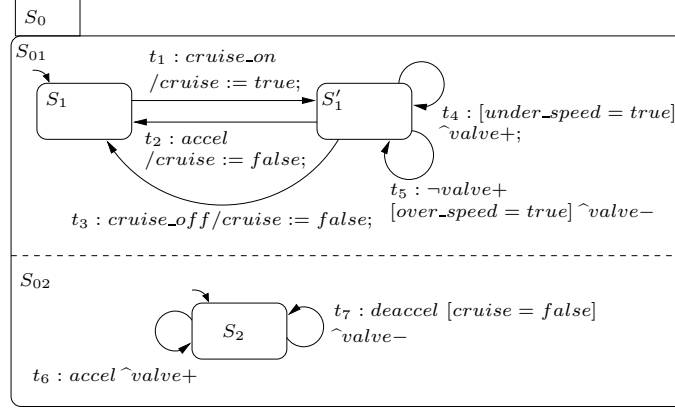 S₀
S₀₁
t₁ : cruise_on
/cruise := true;
S₁
S′₁
t₂ : accel
/cruise := false;
t₄ : [under_speed = true]
^valve+;
t₅ : ¬valve+
[over_speed = true] ^valve−
t₃ : cruise_off/cruise := false;
S₀₂
S₂
t₇ : deaccel [cruise = false]
^valve−
t₆ : accel ^valve+